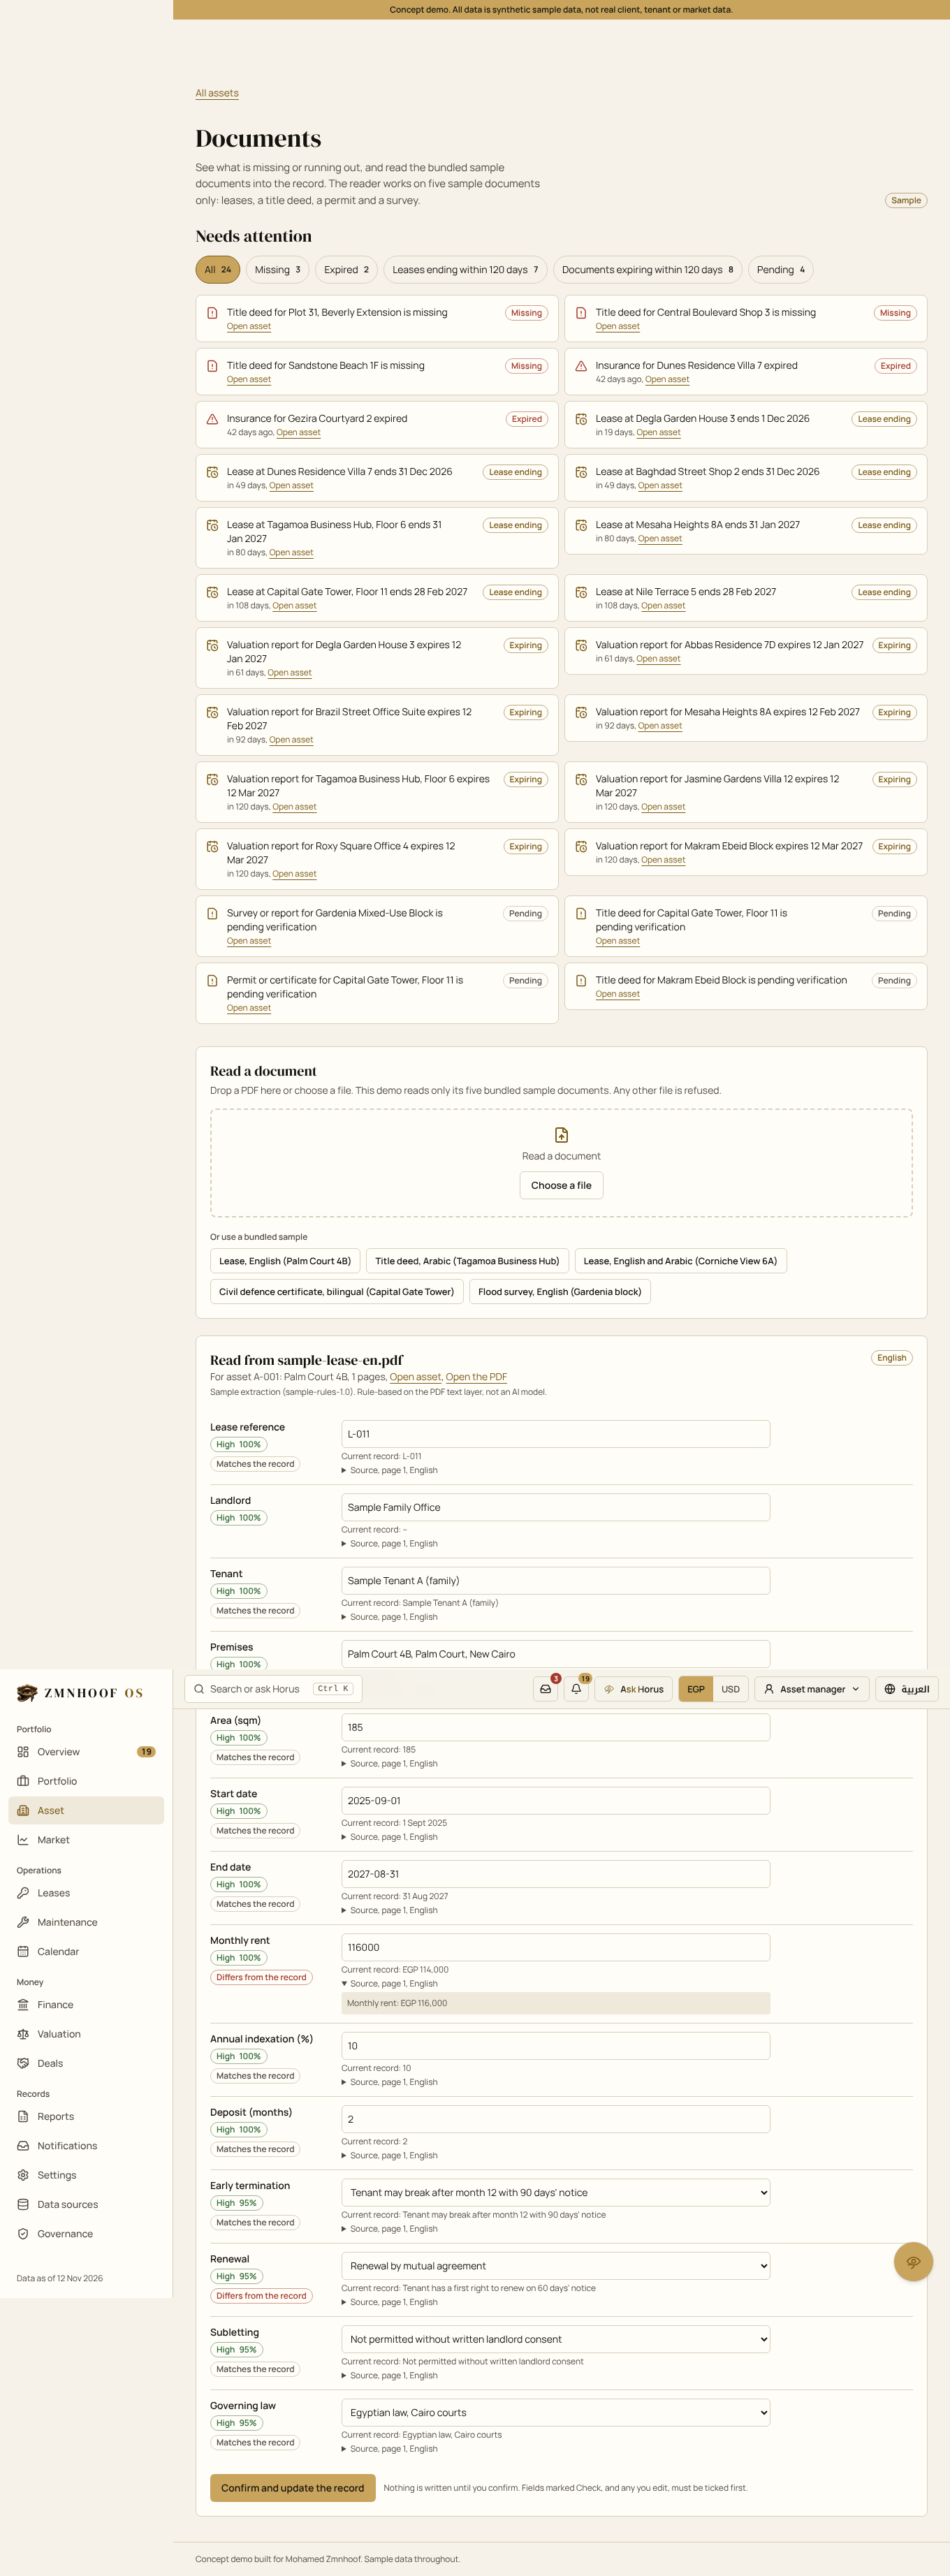 Concept demo. All data is synthetic sample data, not real client, tenant or market data.
All assets
Documents
See what is missing or running out, and read the bundled sample
documents into the record. The reader works on five sample documents
only: leases, a title deed, a permit and a survey.
Sample
Needs attention
All 24
Missing 3
Expired 2
Leases ending within 120 days 7
Documents expiring within 120 days 8
Pending 4
Title deed for Plot 31, Beverly Extension is missing
Missing
Open asset
Title deed for Central Boulevard Shop 3 is missing
Missing
Open asset
Title deed for Sandstone Beach 1F is missing
Missing
Open asset
Insurance for Dunes Residence Villa 7 expired
Expired
42 days ago, Open asset
Insurance for Gezira Courtyard 2 expired
Expired
42 days ago, Open asset
Lease at Degla Garden House 3 ends 1 Dec 2026
Lease ending
in 19 days, Open asset
Lease at Dunes Residence Villa 7 ends 31 Dec 2026
Lease ending
in 49 days, Open asset
Lease at Baghdad Street Shop 2 ends 31 Dec 2026
Lease ending
in 49 days, Open asset
Lease at Tagamoa Business Hub, Floor 6 ends 31
Jan 2027
Lease ending
in 80 days, Open asset
Lease at Mesaha Heights 8A ends 31 Jan 2027
Lease ending
in 80 days, Open asset
Lease at Capital Gate Tower, Floor 11 ends 28 Feb 2027
Lease ending
in 108 days, Open asset
Lease at Nile Terrace 5 ends 28 Feb 2027
Lease ending
in 108 days, Open asset
Valuation report for Degla Garden House 3 expires 12
Jan 2027
Expiring
in 61 days, Open asset
Valuation report for Abbas Residence 7D expires 12 Jan 2027
Expiring
in 61 days, Open asset
Valuation report for Brazil Street Office Suite expires 12
Feb 2027
Expiring
in 92 days, Open asset
Valuation report for Mesaha Heights 8A expires 12 Feb 2027
Expiring
in 92 days, Open asset
Valuation report for Tagamoa Business Hub, Floor 6 expires
12 Mar 2027
Expiring
in 120 days, Open asset
Valuation report for Jasmine Gardens Villa 12 expires 12
Mar 2027
Expiring
in 120 days, Open asset
Valuation report for Roxy Square Office 4 expires 12
Mar 2027
Expiring
in 120 days, Open asset
Valuation report for Makram Ebeid Block expires 12 Mar 2027
Expiring
in 120 days, Open asset
Survey or report for Gardenia Mixed-Use Block is
pending verification
Pending
Open asset
Title deed for Capital Gate Tower, Floor 11 is
pending verification
Pending
Open asset
Permit or certificate for Capital Gate Tower, Floor 11 is
pending verification
Pending
Open asset
Title deed for Makram Ebeid Block is pending verification
Pending
Open asset
Read a document
Drop a PDF here or choose a file. This demo reads only its five bundled sample documents. Any other file is refused.
Read a document
Choose a file
Or use a bundled sample
Lease, English (Palm Court 4B)
Title deed, Arabic (Tagamoa Business Hub)
Lease, English and Arabic (Corniche View 6A)
Civil defence certificate, bilingual (Capital Gate Tower)
Flood survey, English (Gardenia block)
Read from sample-lease-en.pdf
English
For asset A-001: Palm Court 4B, 1 pages, Open asset, Open the PDF
Sample extraction (sample-rules-1.0). Rule-based on the PDF text layer, not an AI model.
Lease reference
High 100%
Matches the record
L-011
Current record: L-011
Source, page 1, English
Landlord
High 100%
Sample Family Office
Current record: –
Source, page 1, English
Tenant
High 100%
Matches the record
Sample Tenant A (family)
Current record: Sample Tenant A (family)
Source, page 1, English
Premises
High 100%
Palm Court 4B, Palm Court, New Cairo
ZMNHOOF OS
Search or ask Horus
Ctrl K
3
19
Ask Horus
EGP
USD
Asset manager
العربية
Portfolio
Overview
19
Portfolio
Asset
Market
Operations
Leases
Maintenance
Calendar
Money
Finance
Valuation
Deals
Records
Reports
Notifications
Settings
Data sources
Governance
Data as of 12 Nov 2026
Area (sqm)
High 100%
Matches the record
185
Current record: 185
Source, page 1, English
Start date
High 100%
Matches the record
2025-09-01
Current record: 1 Sept 2025
Source, page 1, English
End date
High 100%
Matches the record
2027-08-31
Current record: 31 Aug 2027
Source, page 1, English
Monthly rent
High 100%
Differs from the record
116000
Current record: EGP 114,000
Source, page 1, English
Monthly rent: EGP 116,000
Annual indexation (%)
High 100%
Matches the record
10
Current record: 10
Source, page 1, English
Deposit (months)
High 100%
Matches the record
2
Current record: 2
Source, page 1, English
Early termination
High 95%
Matches the record
Tenant may break after month 12 with 90 days' notice
Current record: Tenant may break after month 12 with 90 days' notice
Source, page 1, English
Renewal
High 95%
Differs from the record
Renewal by mutual agreement
Current record: Tenant has a first right to renew on 60 days' notice
Source, page 1, English
Subletting
High 95%
Matches the record
Not permitted without written landlord consent
Current record: Not permitted without written landlord consent
Source, page 1, English
Governing law
High 95%
Matches the record
Egyptian law, Cairo courts
Current record: Egyptian law, Cairo courts
Source, page 1, English
Confirm and update the record
Nothing is written until you confirm. Fields marked Check, and any you edit, must be ticked first.
Concept demo built for Mohamed Zmnhoof. Sample data throughout.